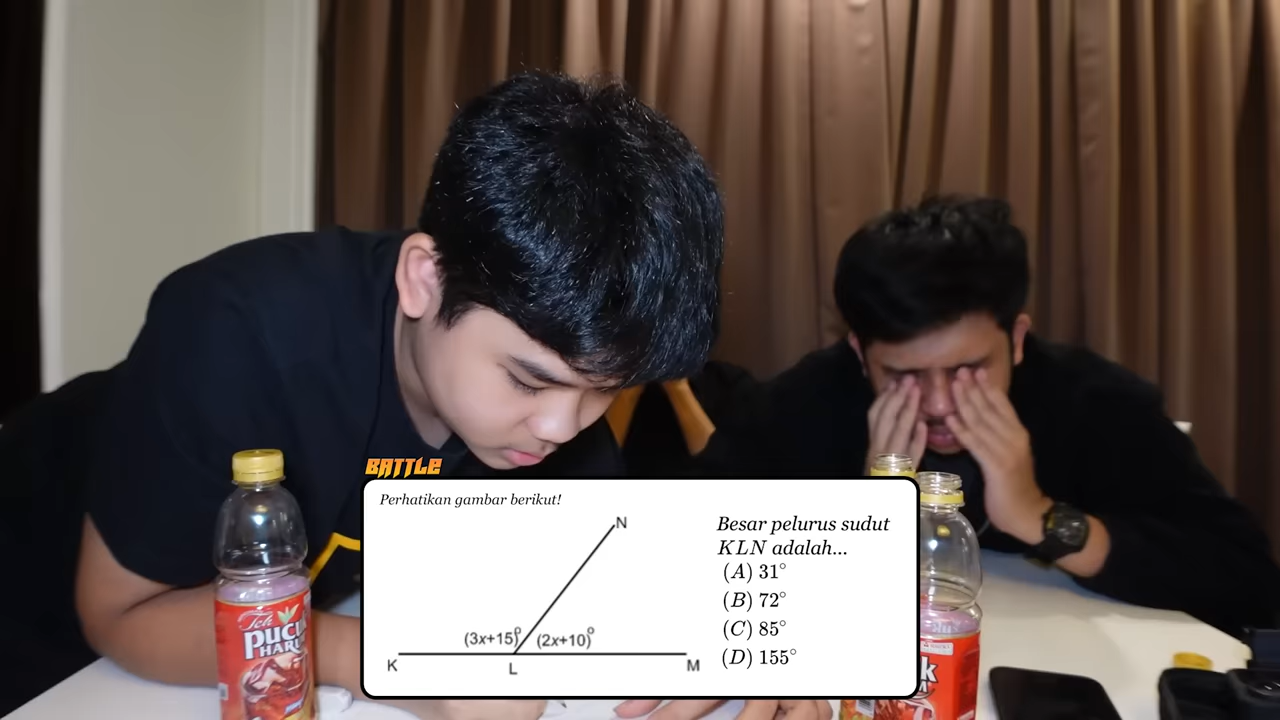 BATTLE
Perhatikan gambar berikut!
N
(3x+15)° (2x+10)°
K L M
Besar pelurus sudut
KLN adalah...
(A) 31°
(B) 72°
(C) 85°
(D) 155°
Teh
PUCUK
HARUM